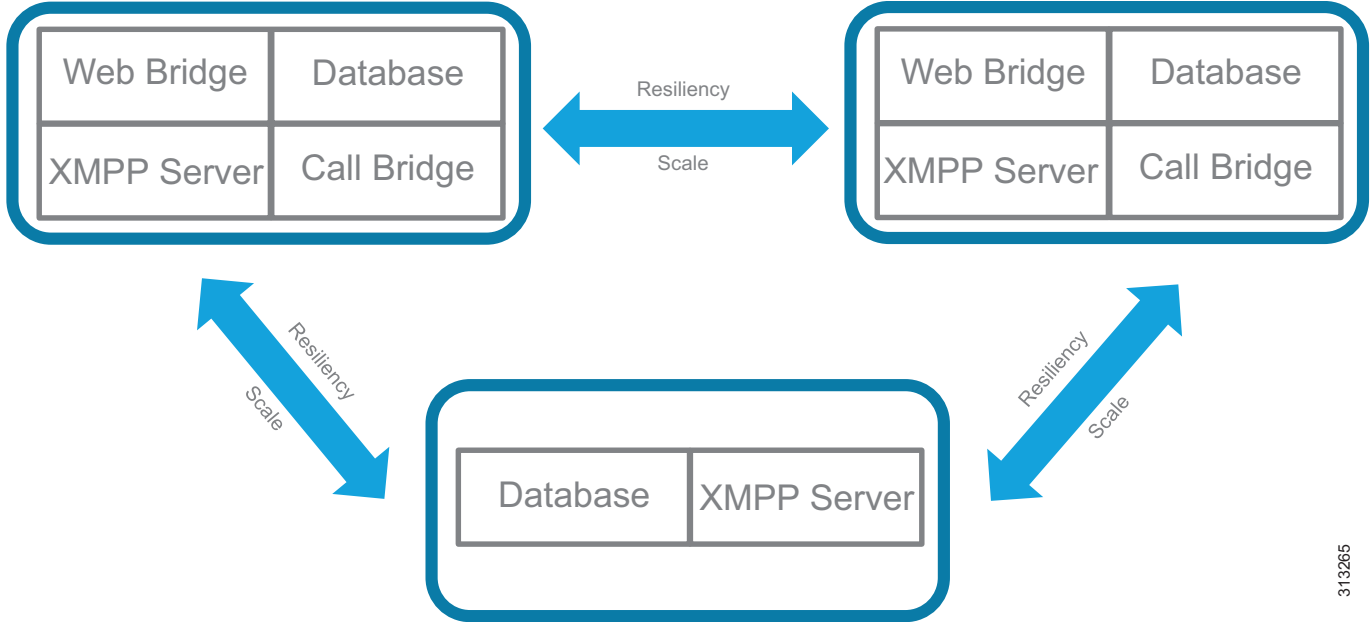 Web Bridge
Database
XMPP Server
Call Bridge
Resiliency
Scale
Web Bridge
Database
XMPP Server
Call Bridge
Resiliency
Scale
Resiliency
Scale
Database
XMPP Server
313265